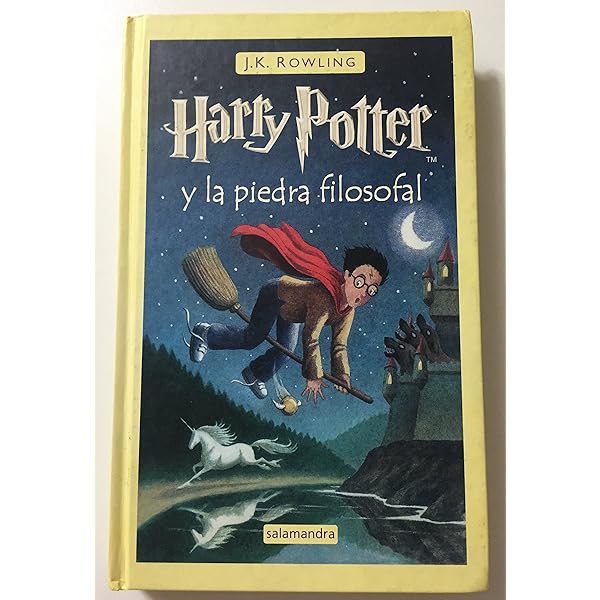 J.K. ROWLING
Harry Potter
TM
y la piedra filosofal
salamandra